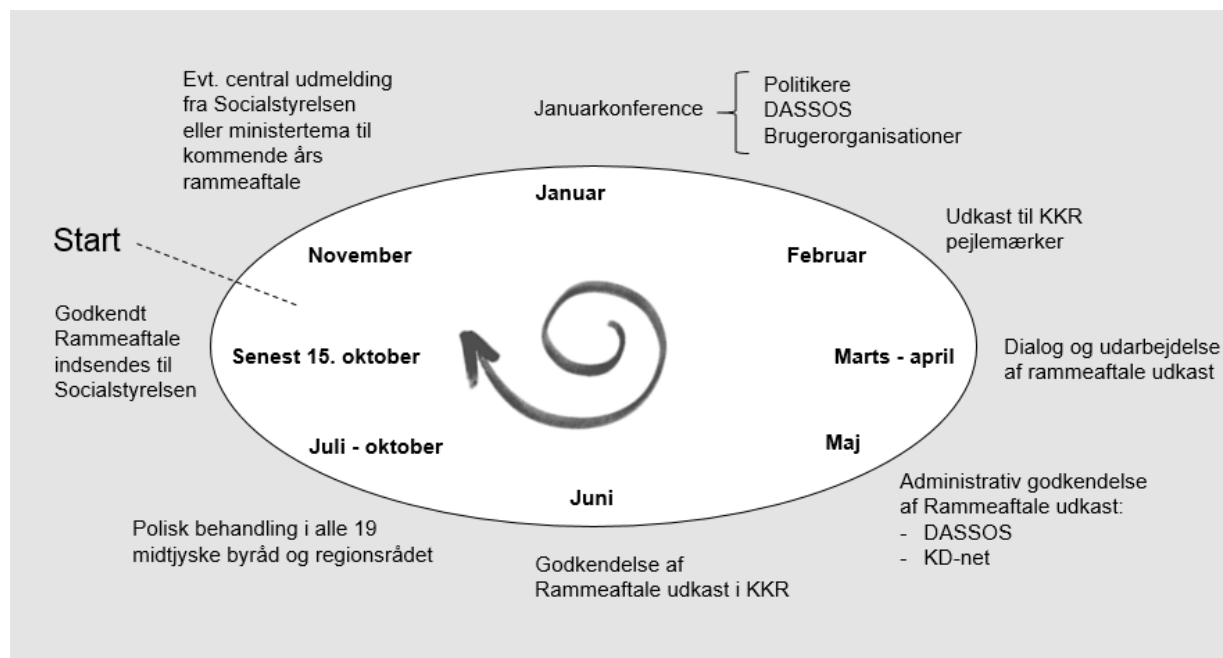 Evt. central udmelding
fra Socialstyrelsen
eller ministertema til
kommende års
rammeaftale
Januarkonference
Politikere
DASSOS
Brugerorganisationer
Januar
Udkast til KKR
pejlemærker
Start
November
Februar
Godkendt
Rammeaftale
indsendes til
Socialstyrelsen
Senest 15. oktober
Marts - april
Dialog og udarbejdelse
af rammeaftale udkast
Juli - oktober
Maj
Juni
Administrativ godkendelse
af Rammeaftale udkast:
- DASSOS
- KD-net
Polisk behandling i alle 19
midtjyske byråd og regionsrådet
Godkendelse af
Rammeaftale udkast i KKR